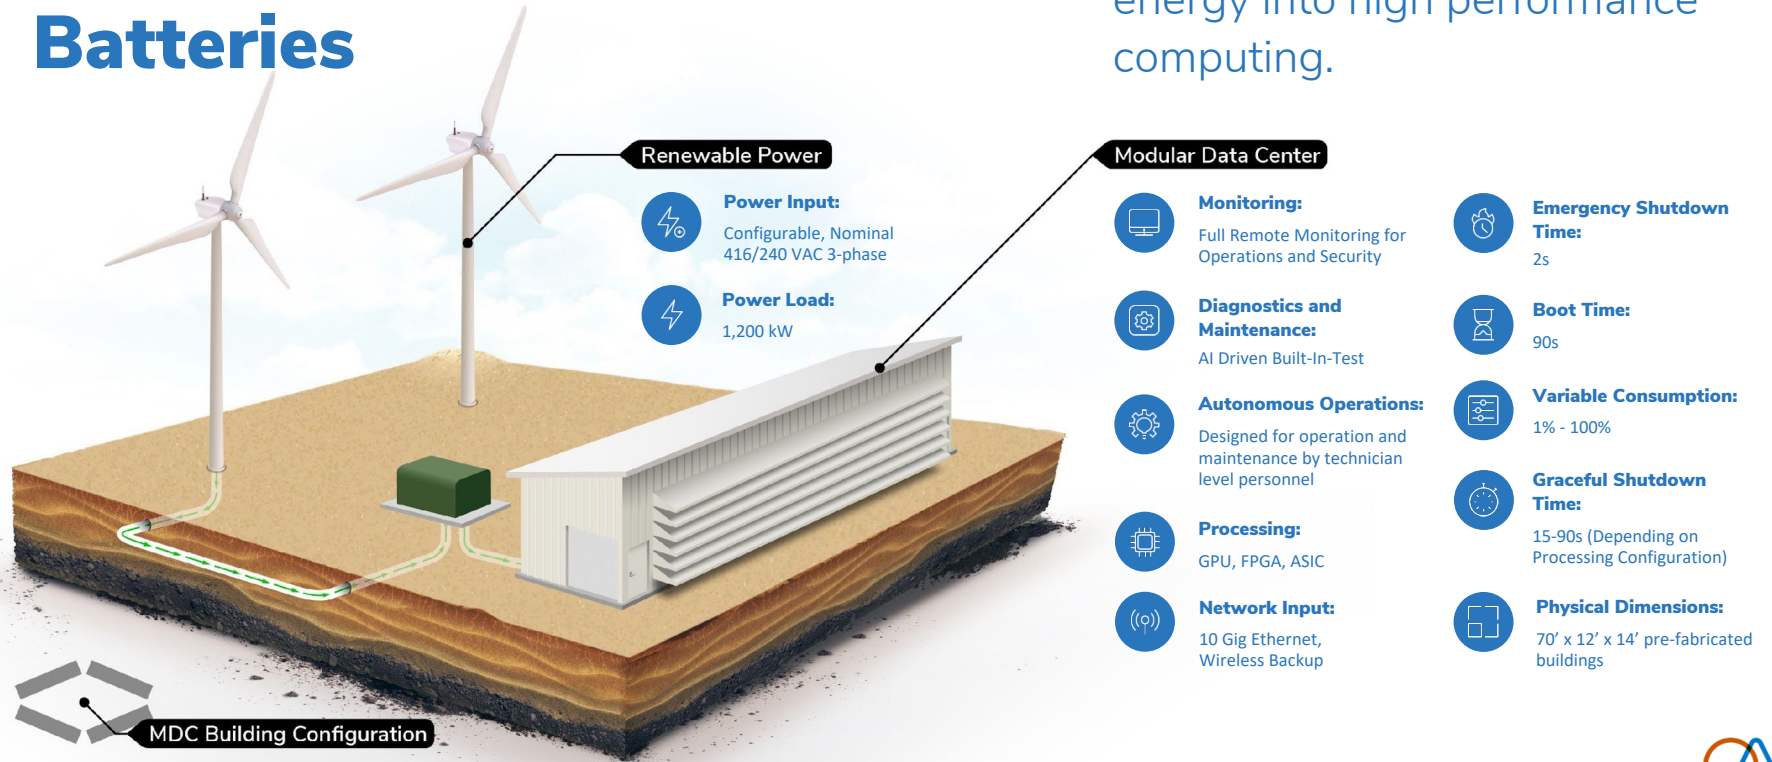 Batteries
energy into high performance
computing.
Renewable Power
Power Input:
Configurable, Nominal
416/240 VAC 3-phase
Power Load:
1,200 kW
Modular Data Center
Monitoring:
Full Remote Monitoring for
Operations and Security
Diagnostics and
Maintenance:
AI Driven Built-In-Test
Autonomous Operations:
Designed for operation and
maintenance by technician
level personnel
Processing:
GPU, FPGA, ASIC
Network Input:
10 Gig Ethernet,
Wireless Backup
Emergency Shutdown
Time:
2s
Boot Time:
90s
Variable Consumption:
1% - 100%
Graceful Shutdown
Time:
15-90s (Depending on
Processing Configuration)
Physical Dimensions:
70’ x 12’ x 14’ pre-fabricated
buildings
MDC Building Configuration